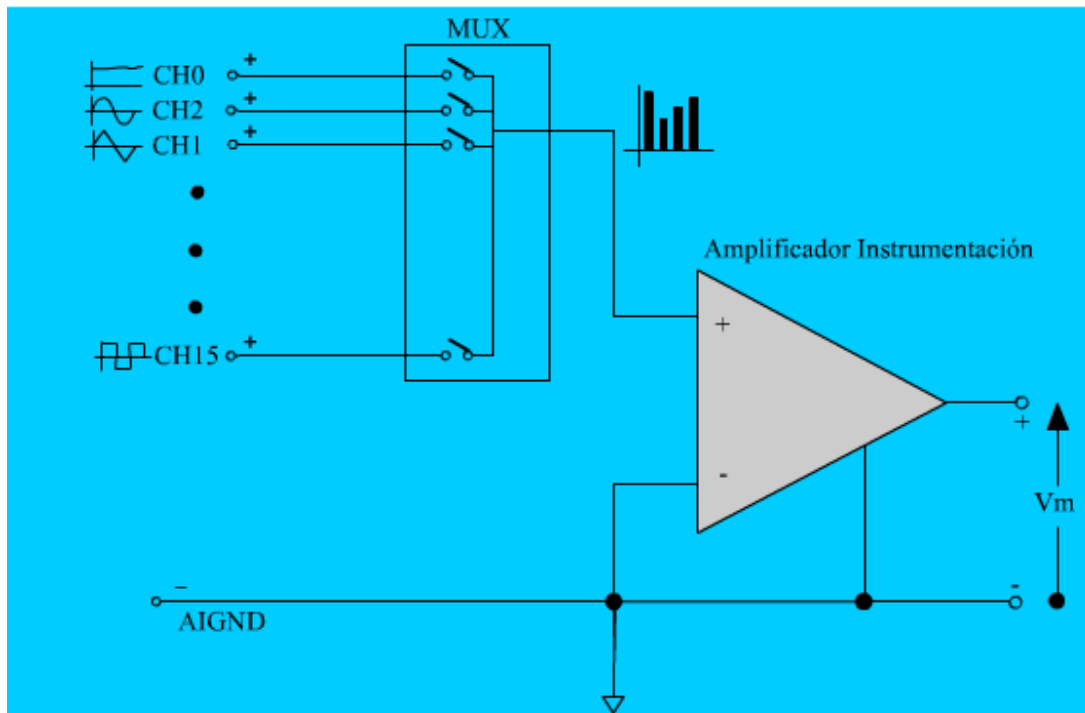 MUX
CH0 +
CH2 +
CH1 +
CH15 +
Amplificador Instrumentación
+
-
+
Vm
-
–
AIGND